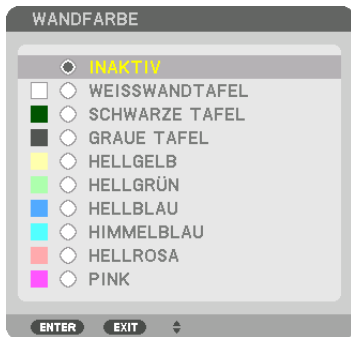 WANDFARBE
INAKTIV
WEISSWANDTAFEL
SCHWARZE TAFEL
GRAUE TAFEL
HELLGELB
HELLGRÜN
HELLBLAU
HIMMELBLAU
HELLROSA
PINK
ENTER EXIT